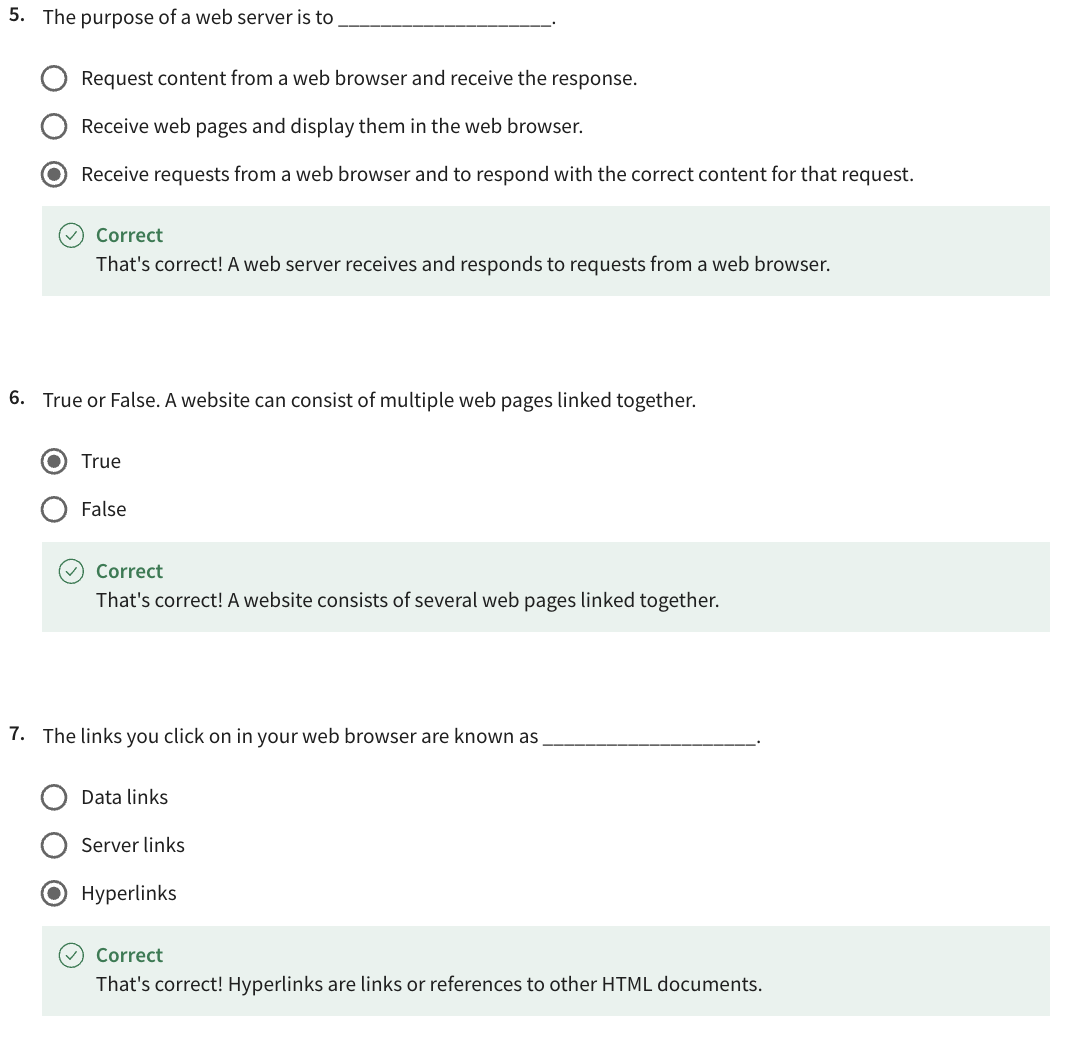 5. The purpose of a web server is to ____________________.
Request content from a web browser and receive the response.
Receive web pages and display them in the web browser.
Receive requests from a web browser and to respond with the correct content for that request.
Correct
That's correct! A web server receives and responds to requests from a web browser.
6. True or False. A website can consist of multiple web pages linked together.
True
False
Correct
That's correct! A website consists of several web pages linked together.
7. The links you click on in your web browser are known as ____________________.
Data links
Server links
Hyperlinks
Correct
That's correct! Hyperlinks are links or references to other HTML documents.